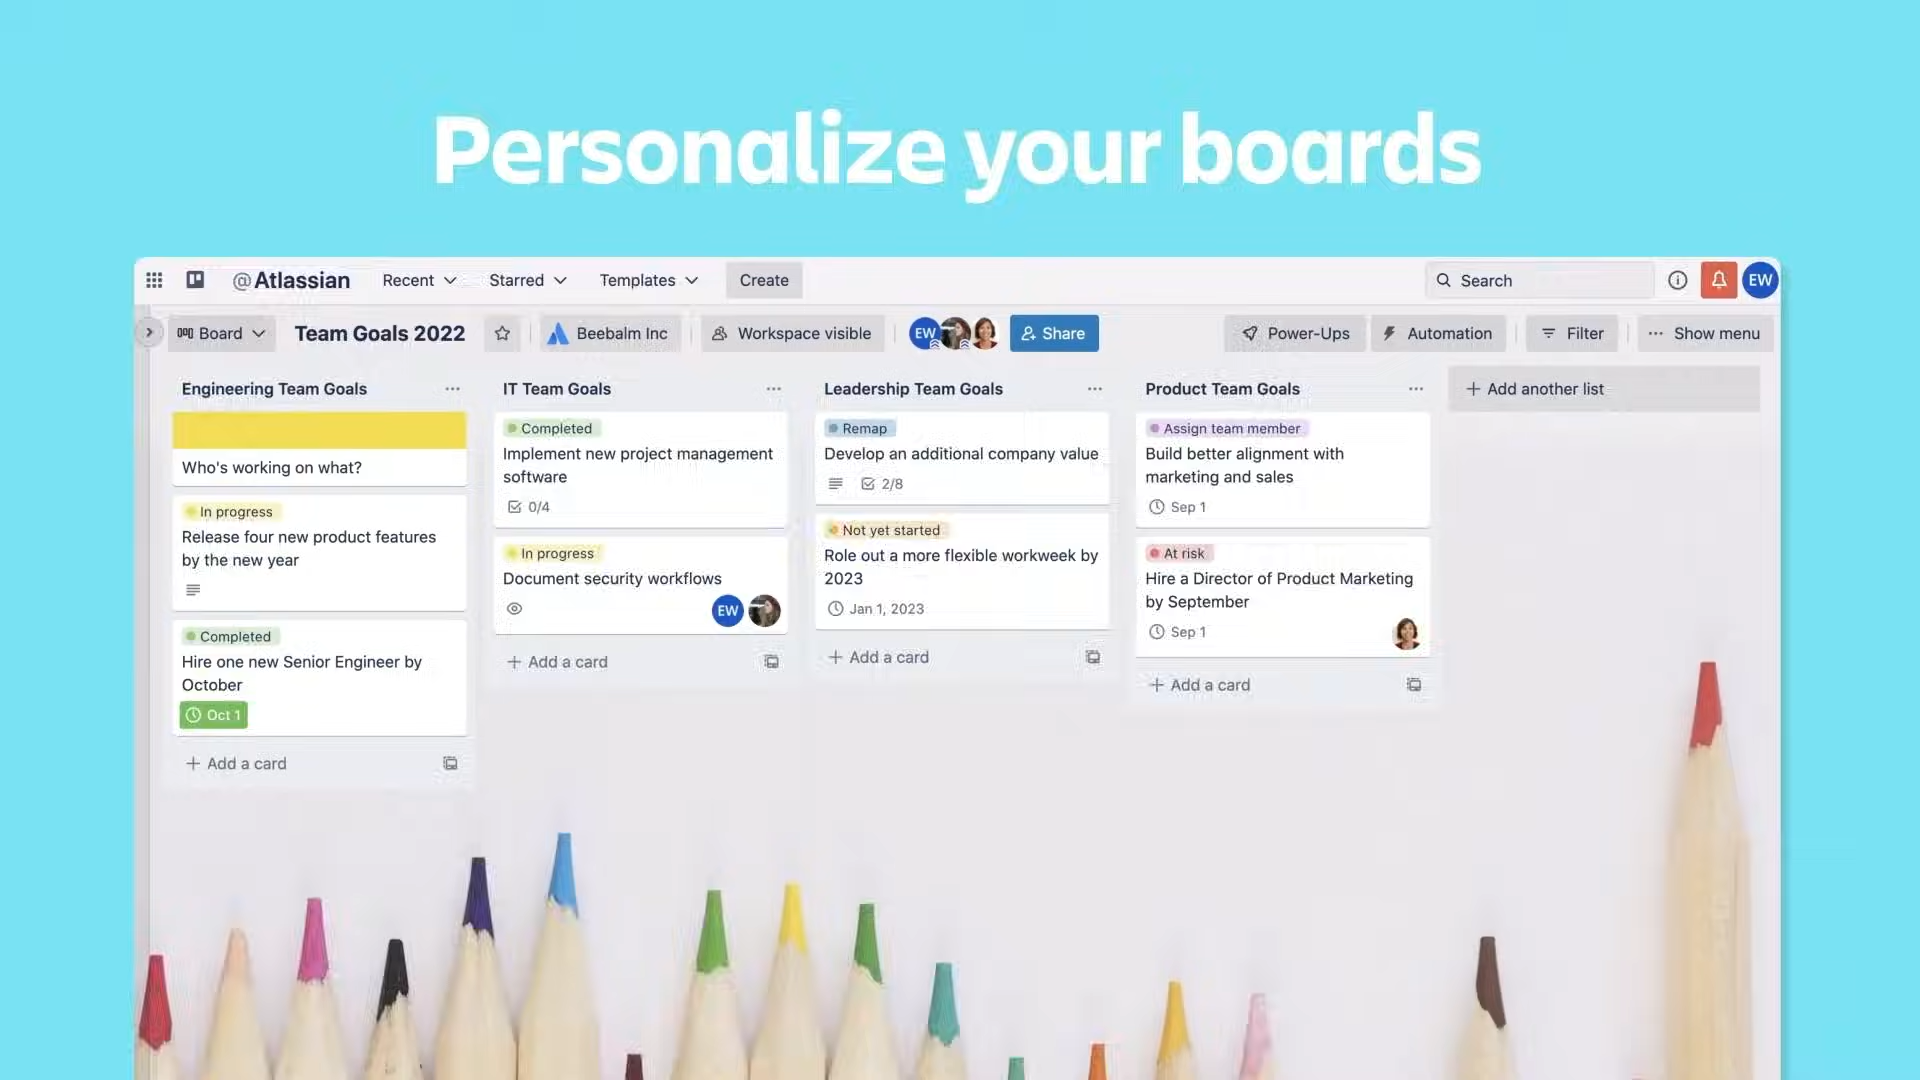 Personalize your boards
@Atlassian Recent Starred Templates Create Search EW
Board Team Goals 2022 Beebalm Inc Workspace visible EW Share Power-Ups Automation Filter Show menu
Engineering Team Goals
Who's working on what?
In progress
Release four new product features
by the new year
Completed
Hire one new Senior Engineer by
October
Oct 1
+ Add a card
IT Team Goals
Completed
Implement new project management
software
0/4
In progress
Document security workflows
EW
+ Add a card
Leadership Team Goals
Remap
Develop an additional company value
2/8
Not yet started
Role out a more flexible workweek by
2023
Jan 1, 2023
+ Add a card
Product Team Goals
Assign team member
Build better alignment with
marketing and sales
Sep 1
At risk
Hire a Director of Product Marketing
by September
Sep 1
+ Add a card
+ Add another list